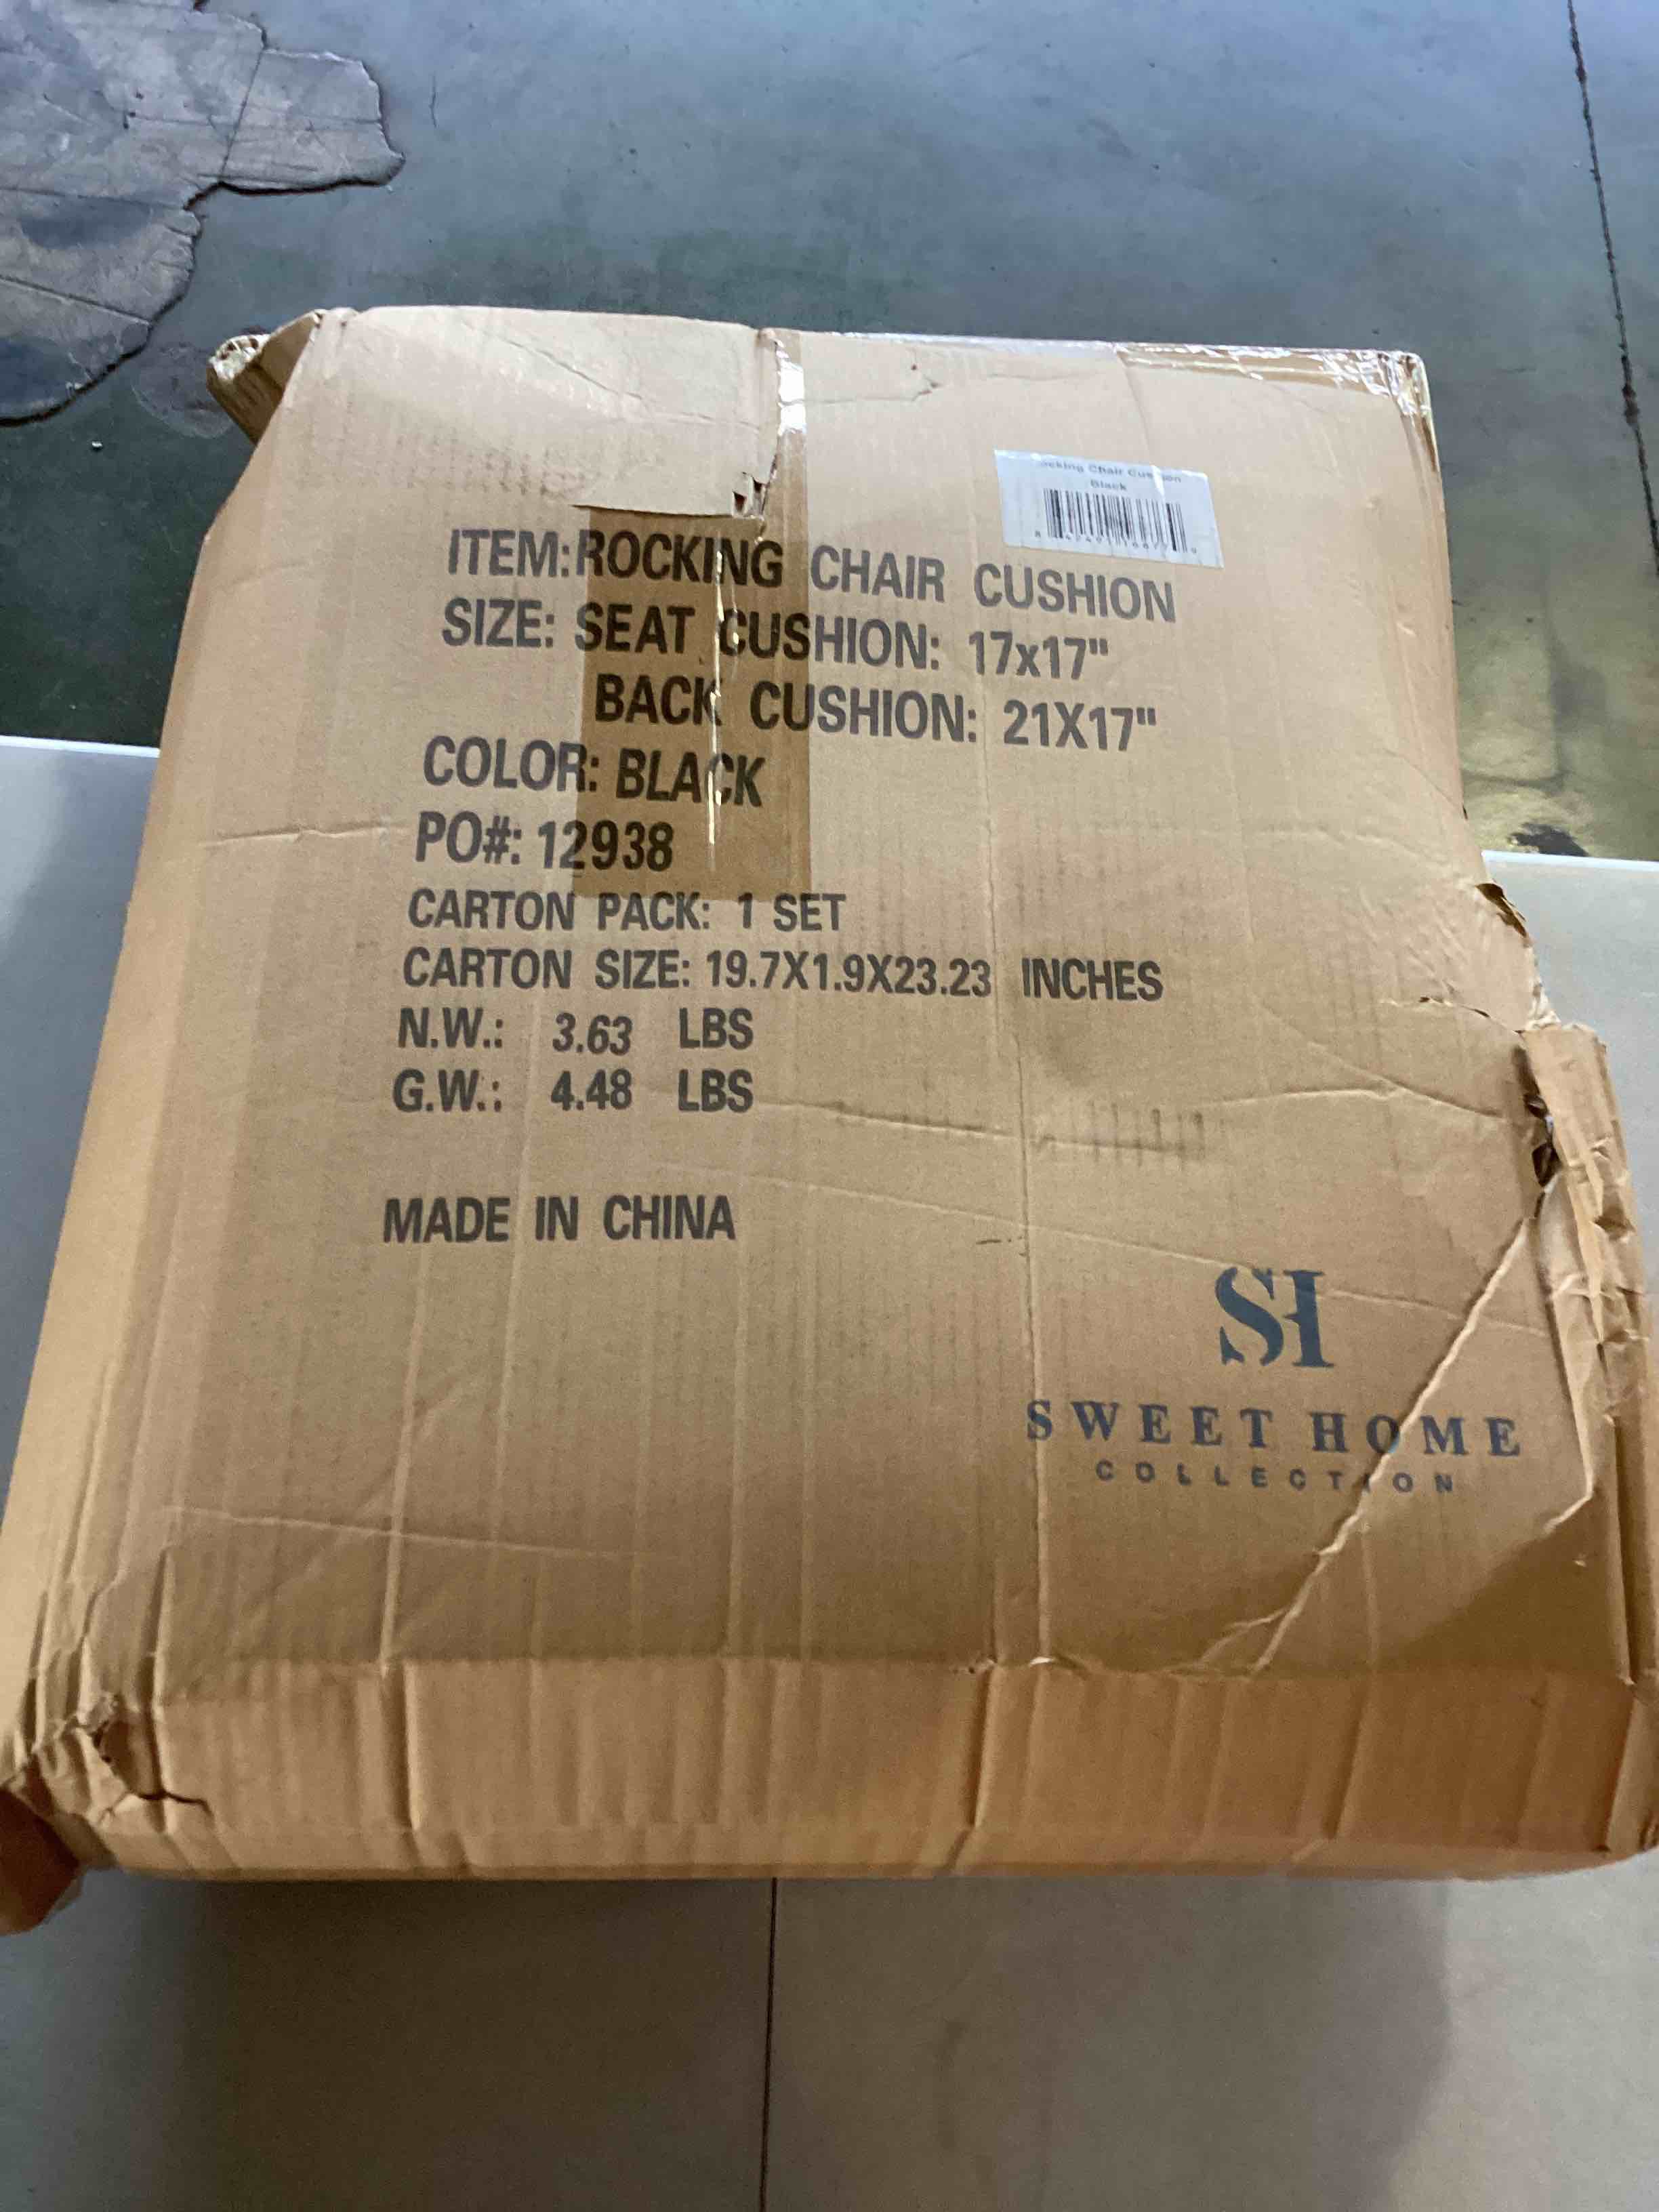 Chair
Black
ITEM:ROCKING CHAIR CUSHION
SIZE: SEAT CUSHION: 17x17"
BACK CUSHION: 21X17"
COLOR: BLACK
PO#: 12938
CARTON PACK: 1 SET
CARTON SIZE: 19.7X1.9X23.23 INCHES
N.W.: 3.63 LBS
G.W.: 4.48 LBS
MADE IN CHINA
SH
SWEET HOME
COLLECTION